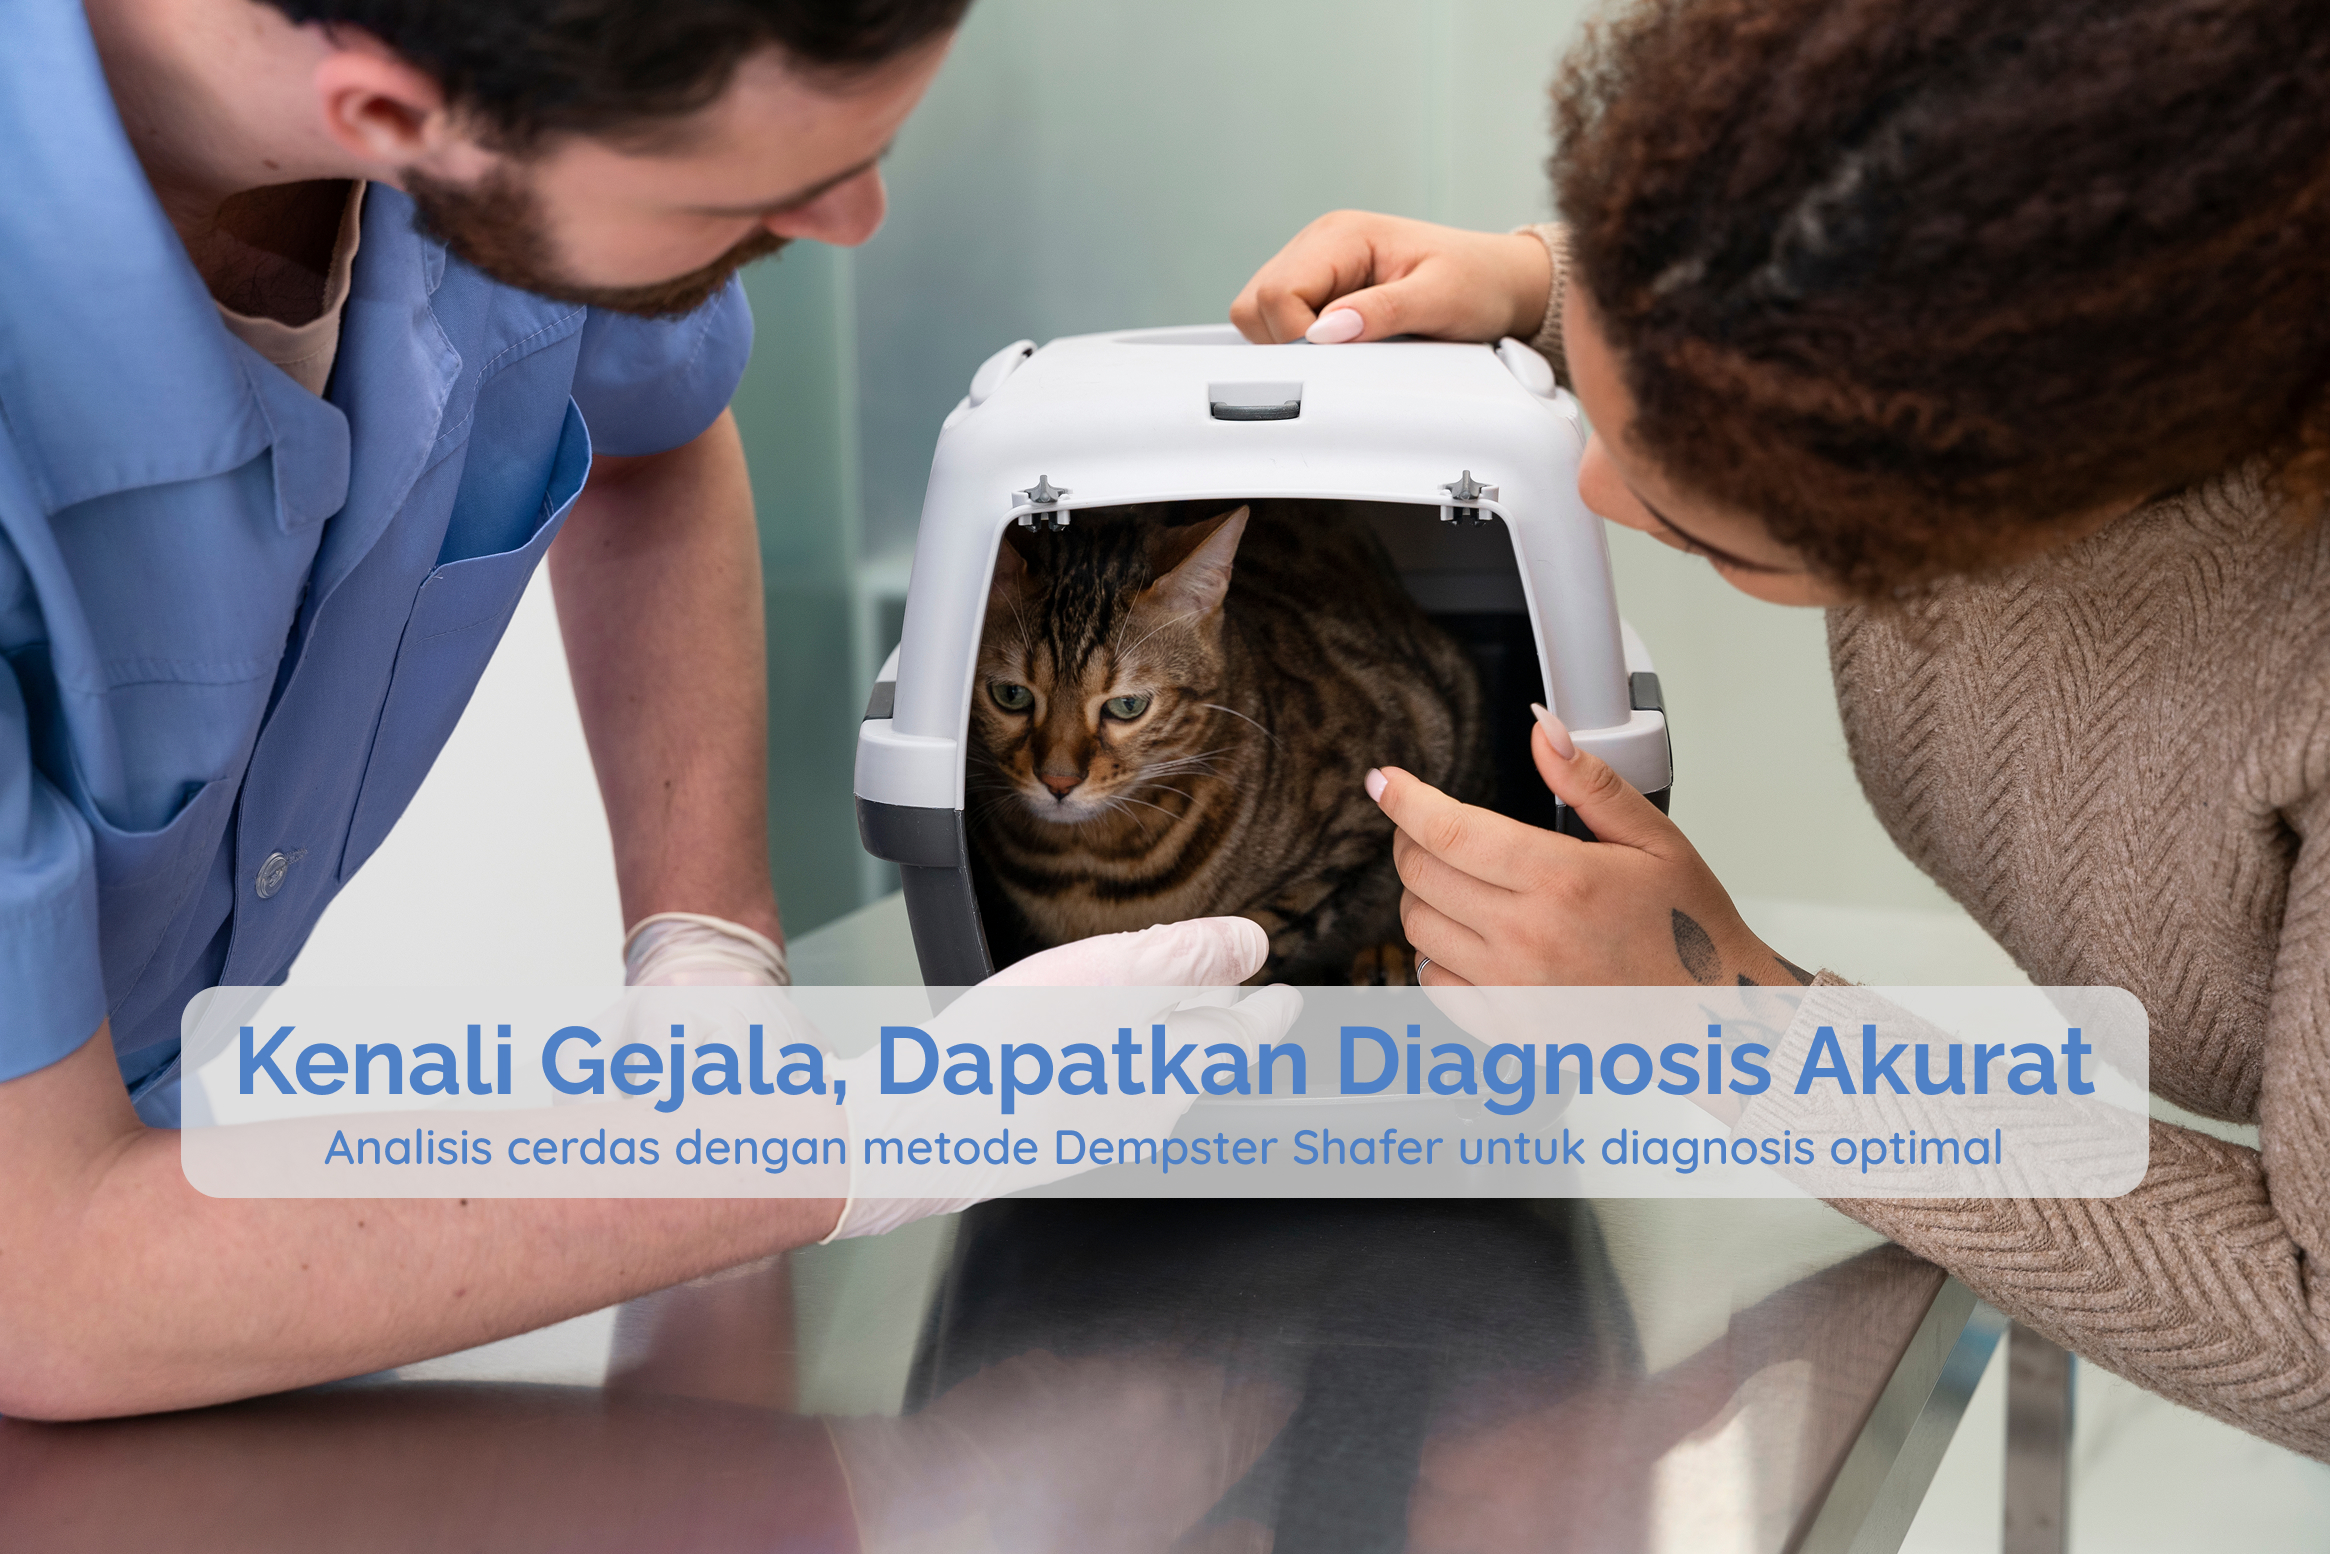 Kenali Gejala, Dapatkan Diagnosis Akurat
Analisis cerdas dengan metode Dempster Shafer untuk diagnosis optimal